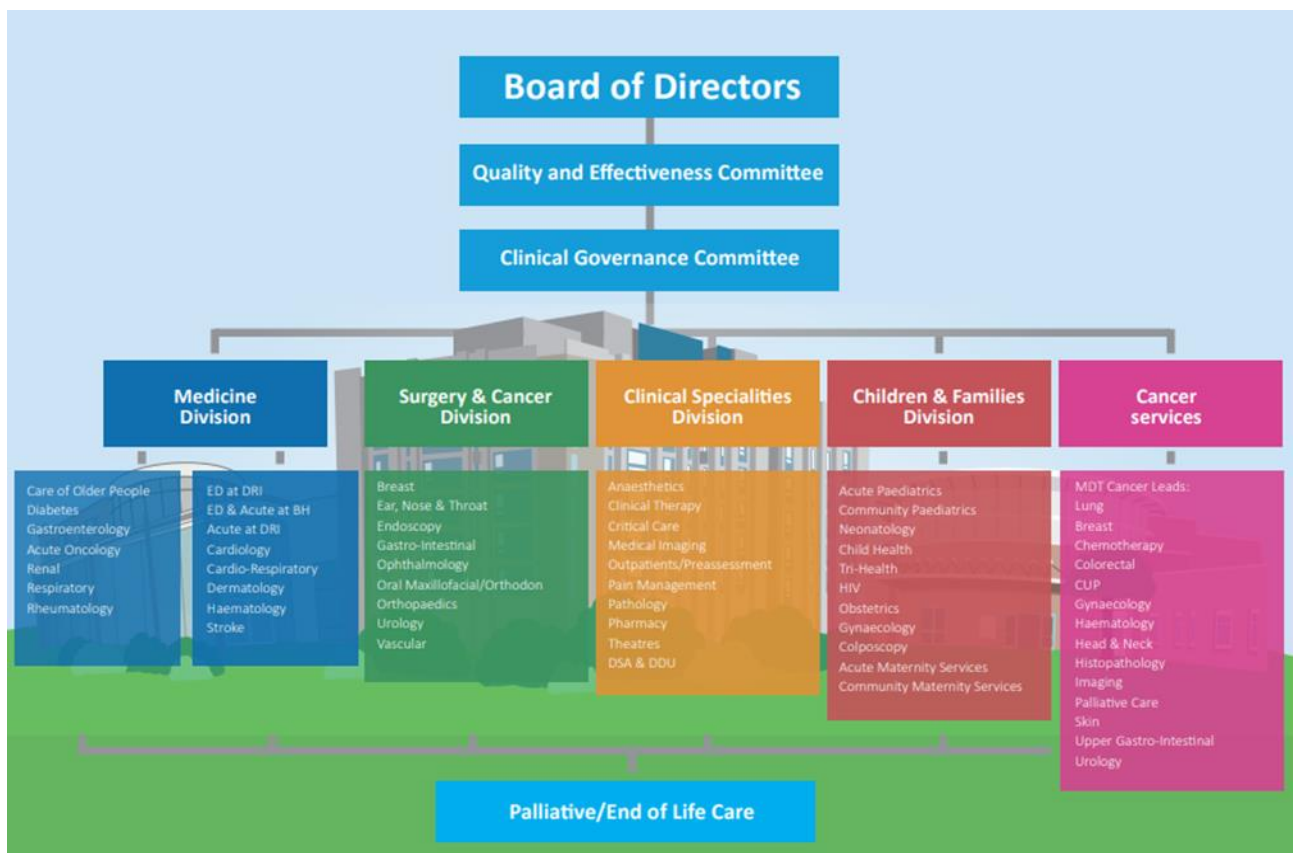 Board of Directors
Quality and Effectiveness Committee
Clinical Governance Committee
Medicine
Division
Care of Older People
Diabetes
Gastroenterology
Acute Oncology
Renal
Respiratory
Rheumatology
ED at DRI
ED & Acute at BH
Acute at DRI
Cardiology
Cardio-Respiratory
Dermatology
Haematology
Stroke
Surgery & Cancer
Division
Breast
Ear, Nose & Throat
Endoscopy
Gastro-Intestinal
Ophthalmology
Oral Maxillofacial/Orthodon
Orthopaedics
Urology
Vascular
Clinical Specialities
Division
Anaesthetics
Clinical Therapy
Critical Care
Medical Imaging
Outpatients/Preassessment
Pain Management
Pathology
Pharmacy
Theatres
DSA & DDU
Children & Families
Division
Acute Paediatrics
Community Paediatrics
Neonatology
Child Health
Tri-Health
HIV
Obstetrics
Gynaecology
Colposcopy
Acute Maternity Services
Community Maternity Services
Cancer
services
MDT Cancer Leads:
Lung
Breast
Chemotherapy
Colorectal
CUP
Gynaecology
Haematology
Head & Neck
Histopathology
Imaging
Palliative Care
Skin
Upper Gastro-Intestinal
Urology
Palliative/End of Life Care